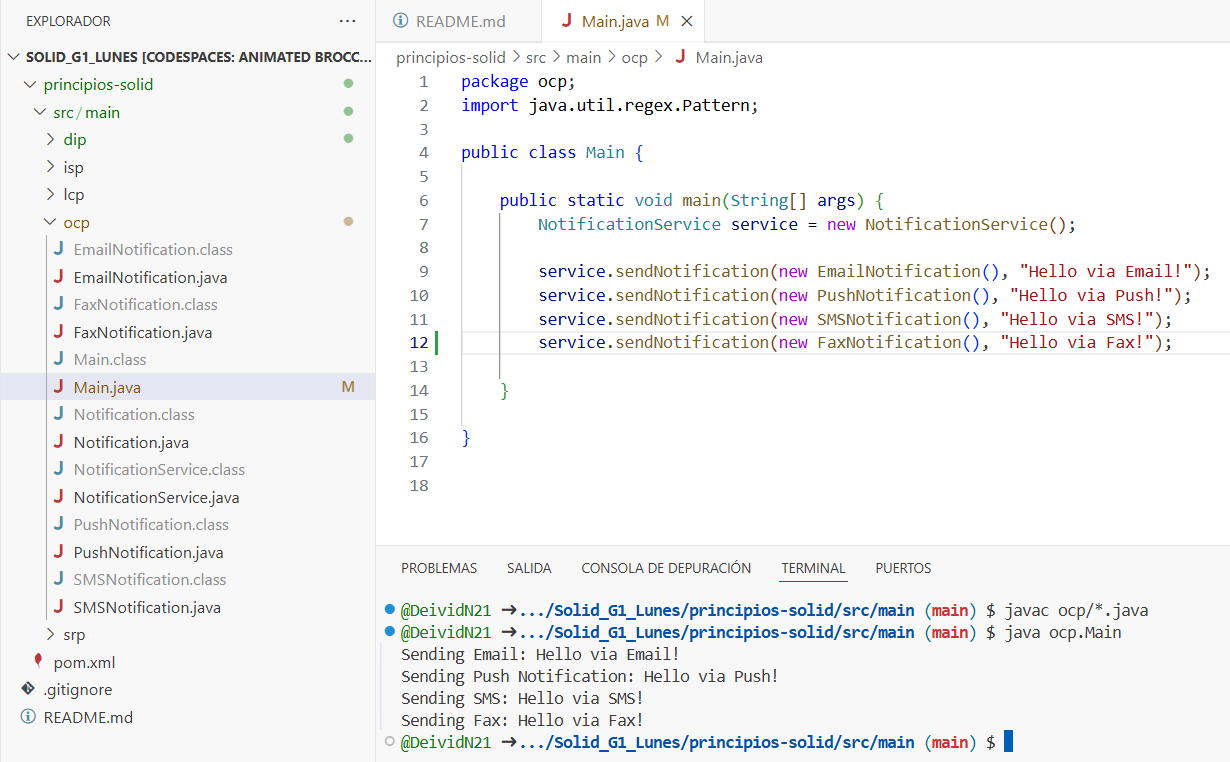 EXPLORADOR
SOLID_G1_LUNES [CODESPACES: ANIMATED BROCC...
principios-solid
src/main
dip
isp
lcp
ocp
EmailNotification.class
EmailNotification.java
FaxNotification.class
FaxNotification.java
Main.class
Main.java M
Notification.class
Notification.java
NotificationService.class
NotificationService.java
PushNotification.class
PushNotification.java
SMSNotification.class
SMSNotification.java
srp
pom.xml
.gitignore
README.md
README.md Main.java M
principios-solid > src > main > ocp > Main.java
1 package ocp;
2 import java.util.regex.Pattern;
3
4 public class Main {
5
6 public static void main(String[] args) {
7 NotificationService service = new NotificationService();
8
9 service.sendNotification(new EmailNotification(), "Hello via Email!");
10 service.sendNotification(new PushNotification(), "Hello via Push!");
11 service.sendNotification(new SMSNotification(), "Hello via SMS!");
12 service.sendNotification(new FaxNotification(), "Hello via Fax!");
13
14 }
15
16 }
17
18
PROBLEMAS SALIDA CONSOLA DE DEPURACIÓN TERMINAL PUERTOS
@DeividN21 →.../Solid_G1_Lunes/principios-solid/src/main (main) $ javac ocp/*.java
@DeividN21 →.../Solid_G1_Lunes/principios-solid/src/main (main) $ java ocp.Main
Sending Email: Hello via Email!
Sending Push Notification: Hello via Push!
Sending SMS: Hello via SMS!
Sending Fax: Hello via Fax!
@DeividN21 →.../Solid_G1_Lunes/principios-solid/src/main (main) $